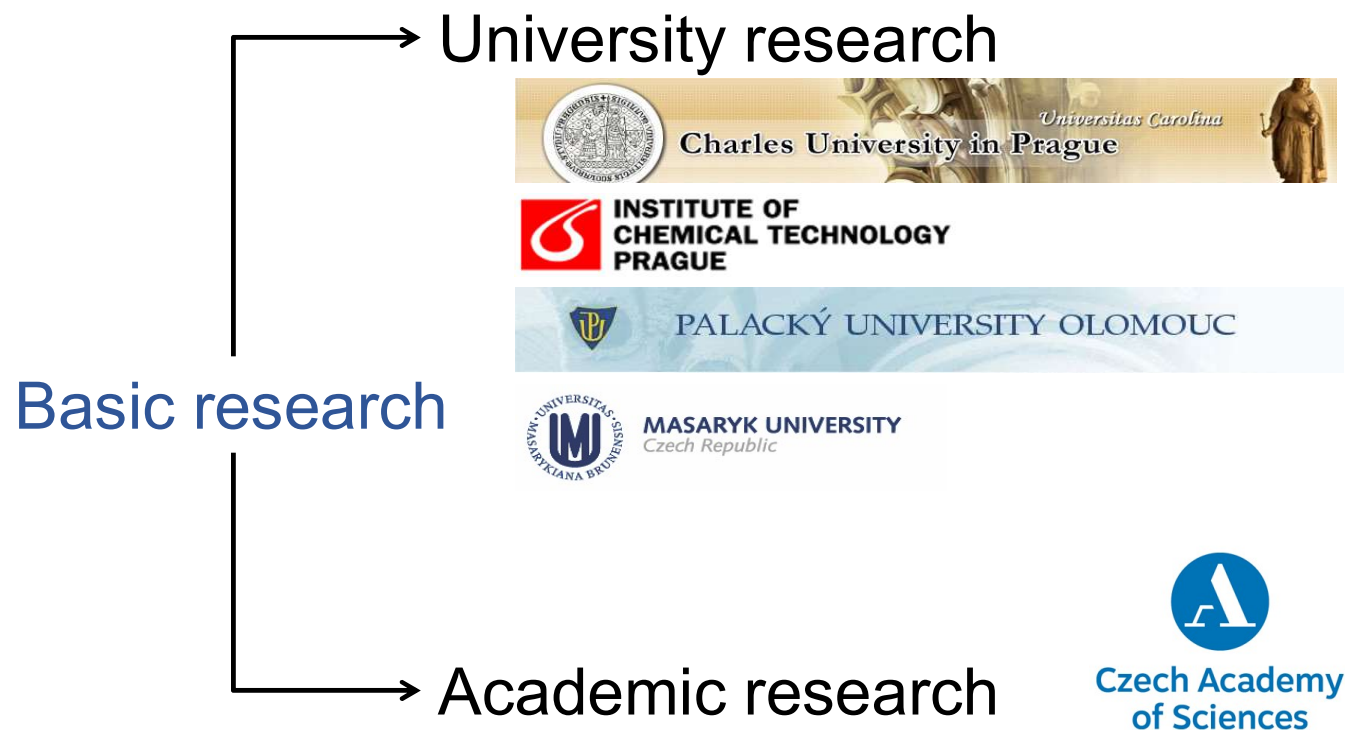 University research
Universitas Carolina
Charles University in Prague
INSTITUTE OF
CHEMICAL TECHNOLOGY
PRAGUE
PALACKÝ UNIVERSITY OLOMOUC
Basic research
UNIVERSITAS MASARYKIANA BRUNENSIS
MU
MASARYK UNIVERSITY
Czech Republic
Academic research
Czech Academy
of Sciences